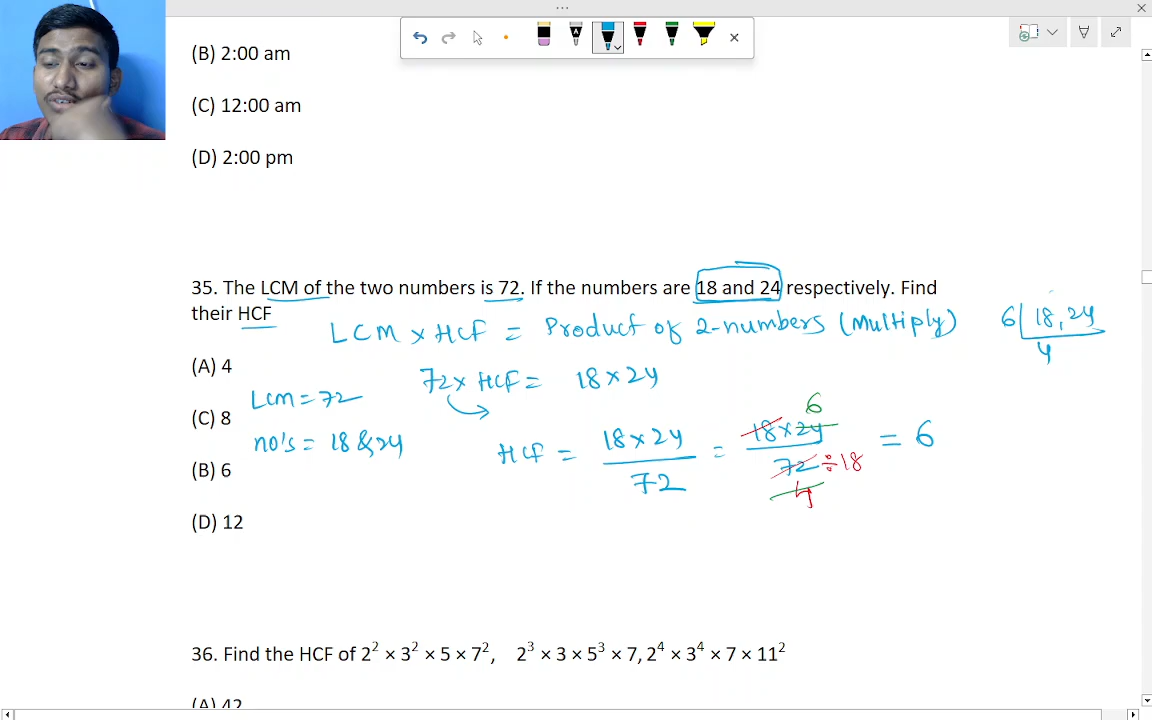 (B) 2:00 am
(C) 12:00 am
(D) 2:00 pm
35. The LCM of the two numbers is 72. If the numbers are 18 and 24 respectively. Find
their HCF
LCM × HCF = Product of 2-numbers (Multiply)
6 | 18, 24
4
(A) 4
72 × HCF = 18 × 24
LCM = 72
(C) 8
no's = 18 & 24
HCF = 18 × 24 / 72 = 18 × 24 / 72 ÷ 18 = 6
6
4
(B) 6
(D) 12
36. Find the HCF of 2² × 3² × 5 × 7², 2³ × 3 × 5³ × 7, 2⁴ × 3⁴ × 7 × 11²
(A) 42